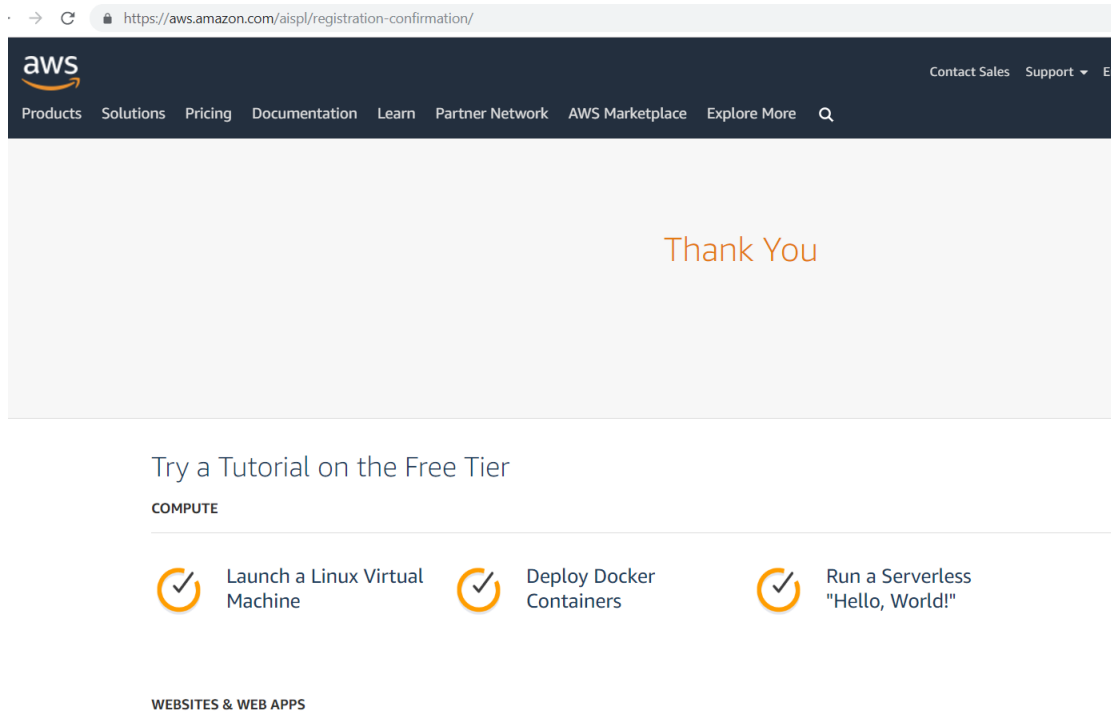 https://aws.amazon.com/aispl/registration-confirmation/
aws
Contact Sales Support E
Products Solutions Pricing Documentation Learn Partner Network AWS Marketplace Explore More
Thank You
Try a Tutorial on the Free Tier
COMPUTE
Launch a Linux Virtual
Machine
Deploy Docker
Containers
Run a Serverless
"Hello, World!"
WEBSITES & WEB APPS